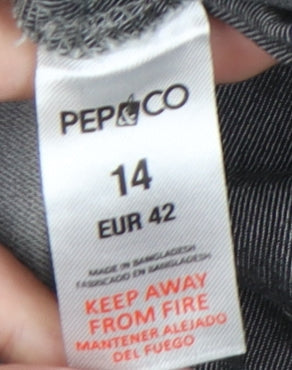 PEP&CO
14
EUR 42
MADE IN BANGLADESH
FABRICADO EN BANGLADESH
KEEP AWAY
FROM FIRE
MANTENER ALEJADO
DEL FUEGO